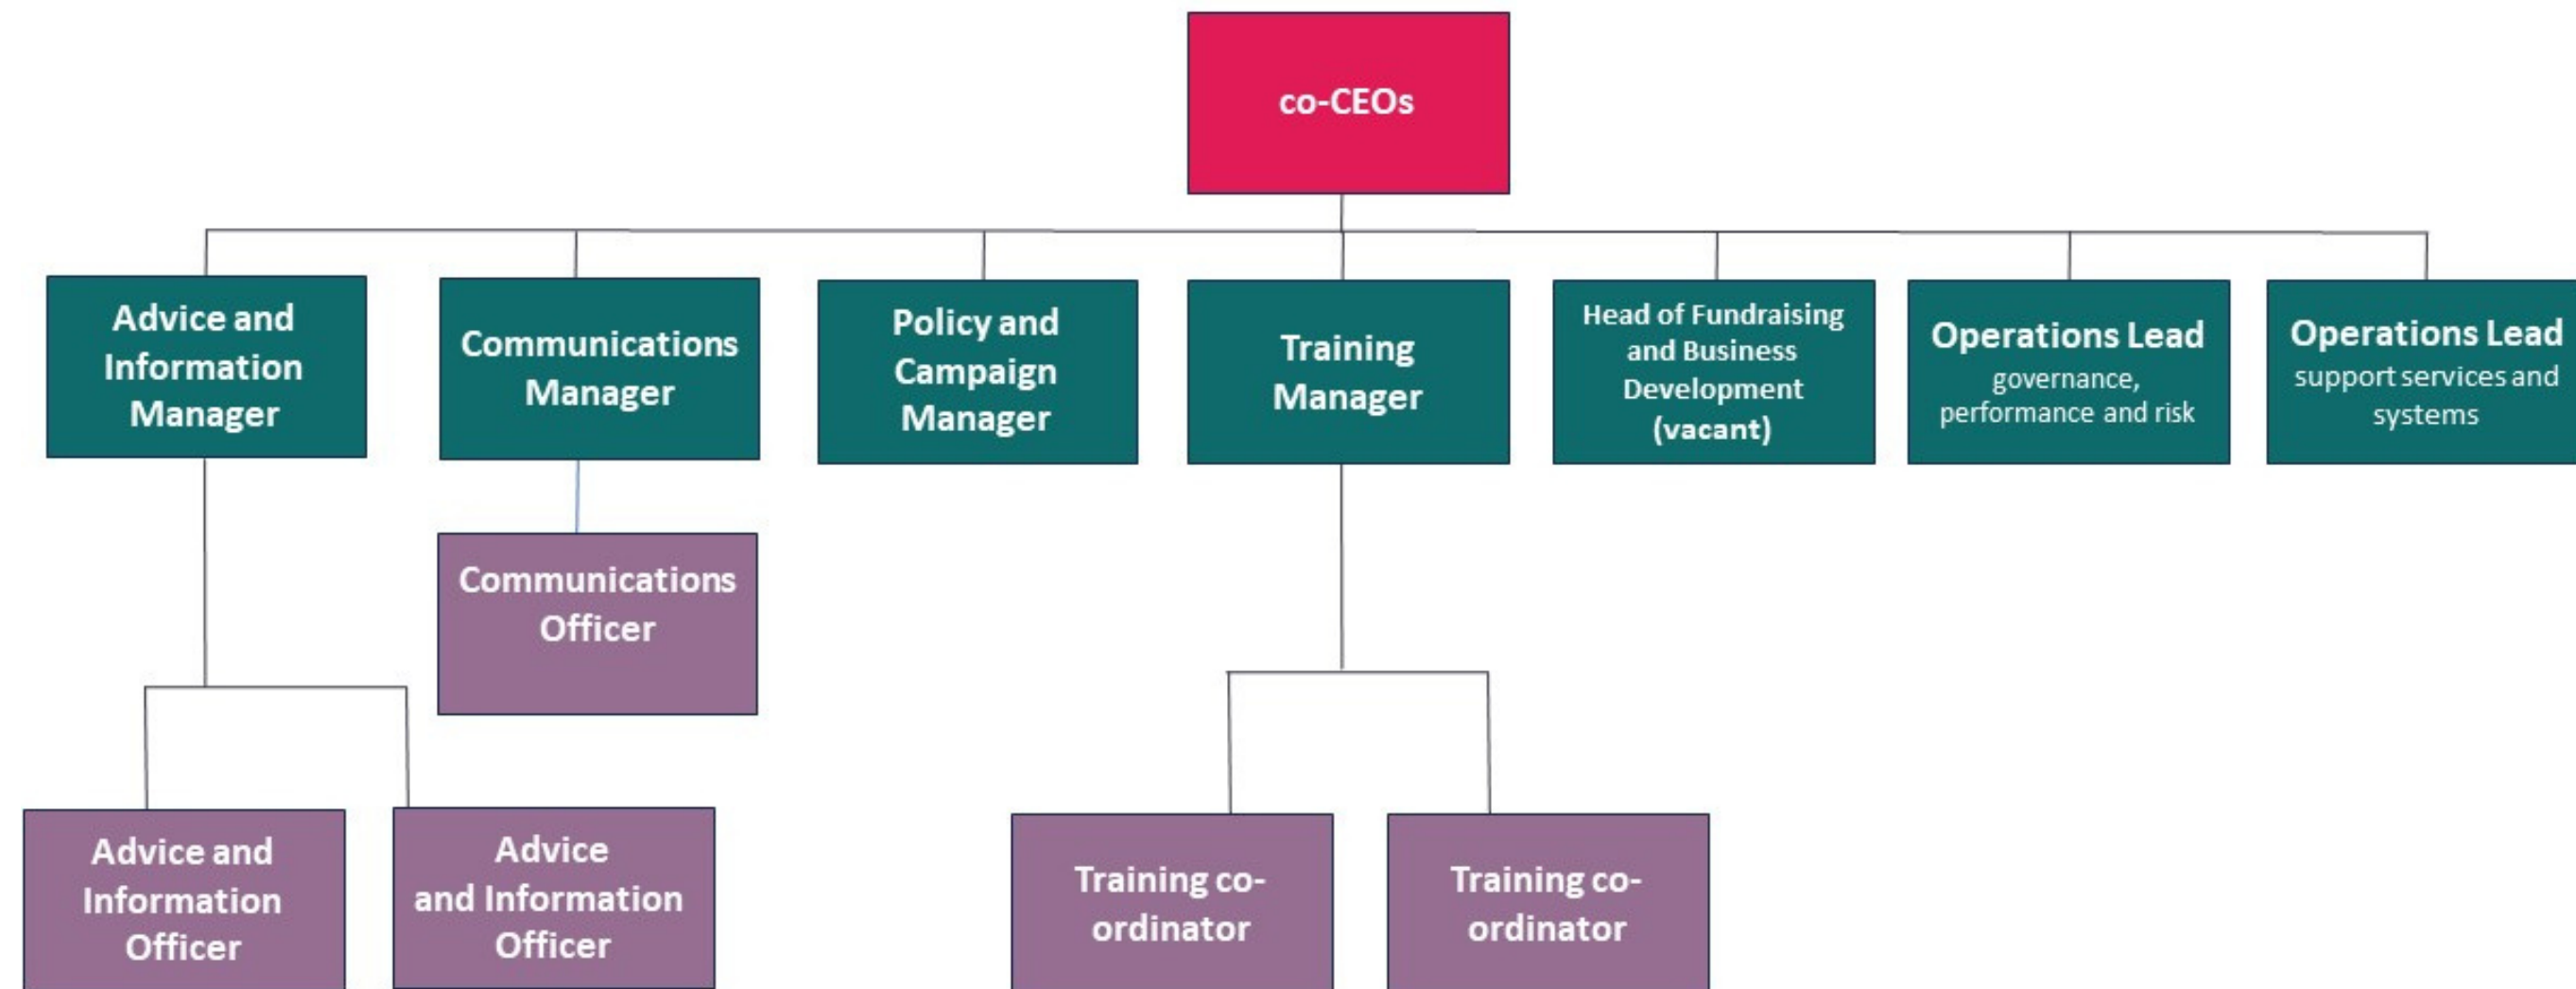 co-CEOs
Advice and
Information
Manager
Communications
Manager
Policy and
Campaign
Manager
Training
Manager
Head of Fundraising
and Business
Development
(vacant)
Operations Lead
governance,
performance and risk
Operations Lead
support services and
systems
Communications
Officer
Advice and
Information
Officer
Advice
and Information
Officer
Training co-
ordinator
Training co-
ordinator